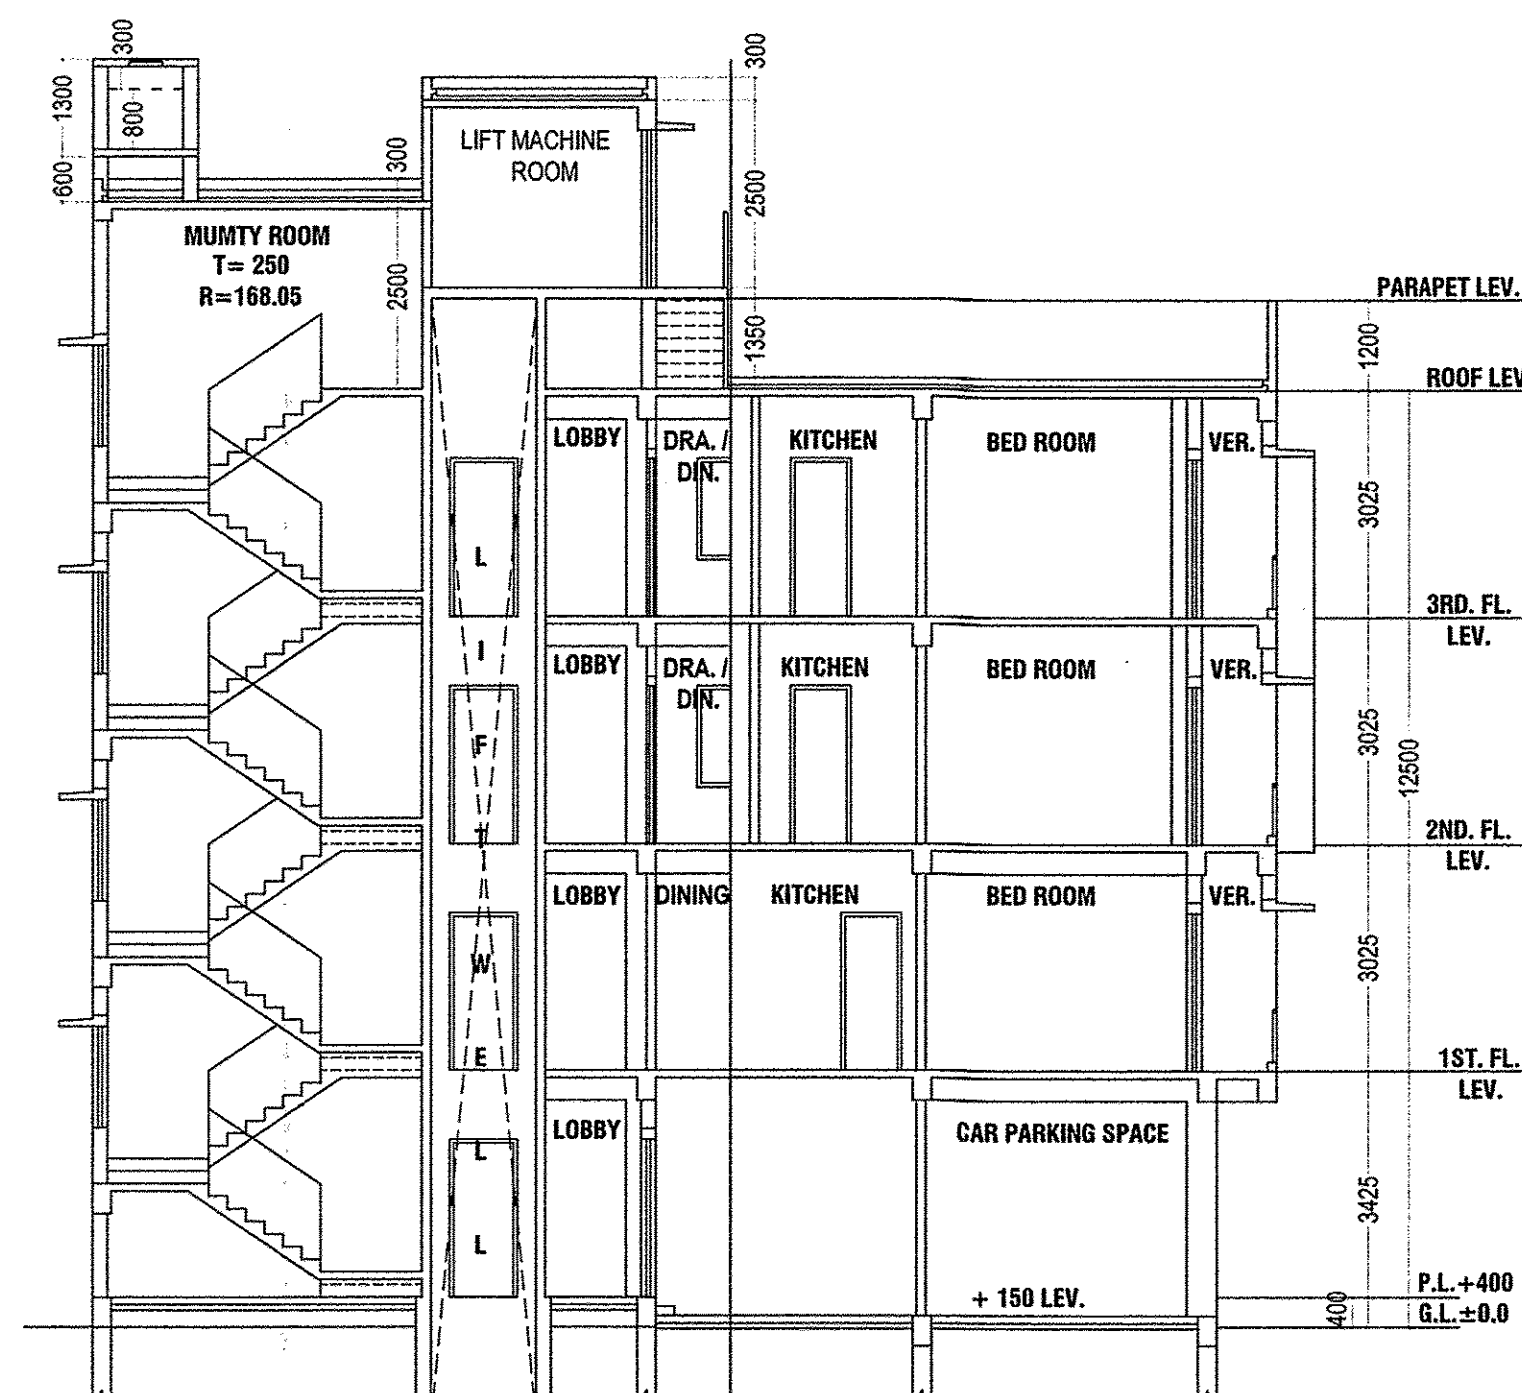 300
300
1300
800
600
300
LIFT MACHINE
ROOM
2500
MUMTY ROOM
T= 250
R=168.05
2500
1350
PARAPET LEV.
1200
ROOF LEV
LOBBY
DRA. /
DIN.
KITCHEN
BED ROOM
VER.
3025
3RD. FL.
LEV.
LOBBY
DRA. /
DIN.
KITCHEN
BED ROOM
VER.
3025
12500
2ND. FL.
LEV.
LOBBY
DINING
KITCHEN
BED ROOM
VER.
3025
1ST. FL.
LEV.
L
I
F
T
W
E
L
L
LOBBY
CAR PARKING SPACE
3425
+ 150 LEV.
400
P.L.+400
G.L.±0.0